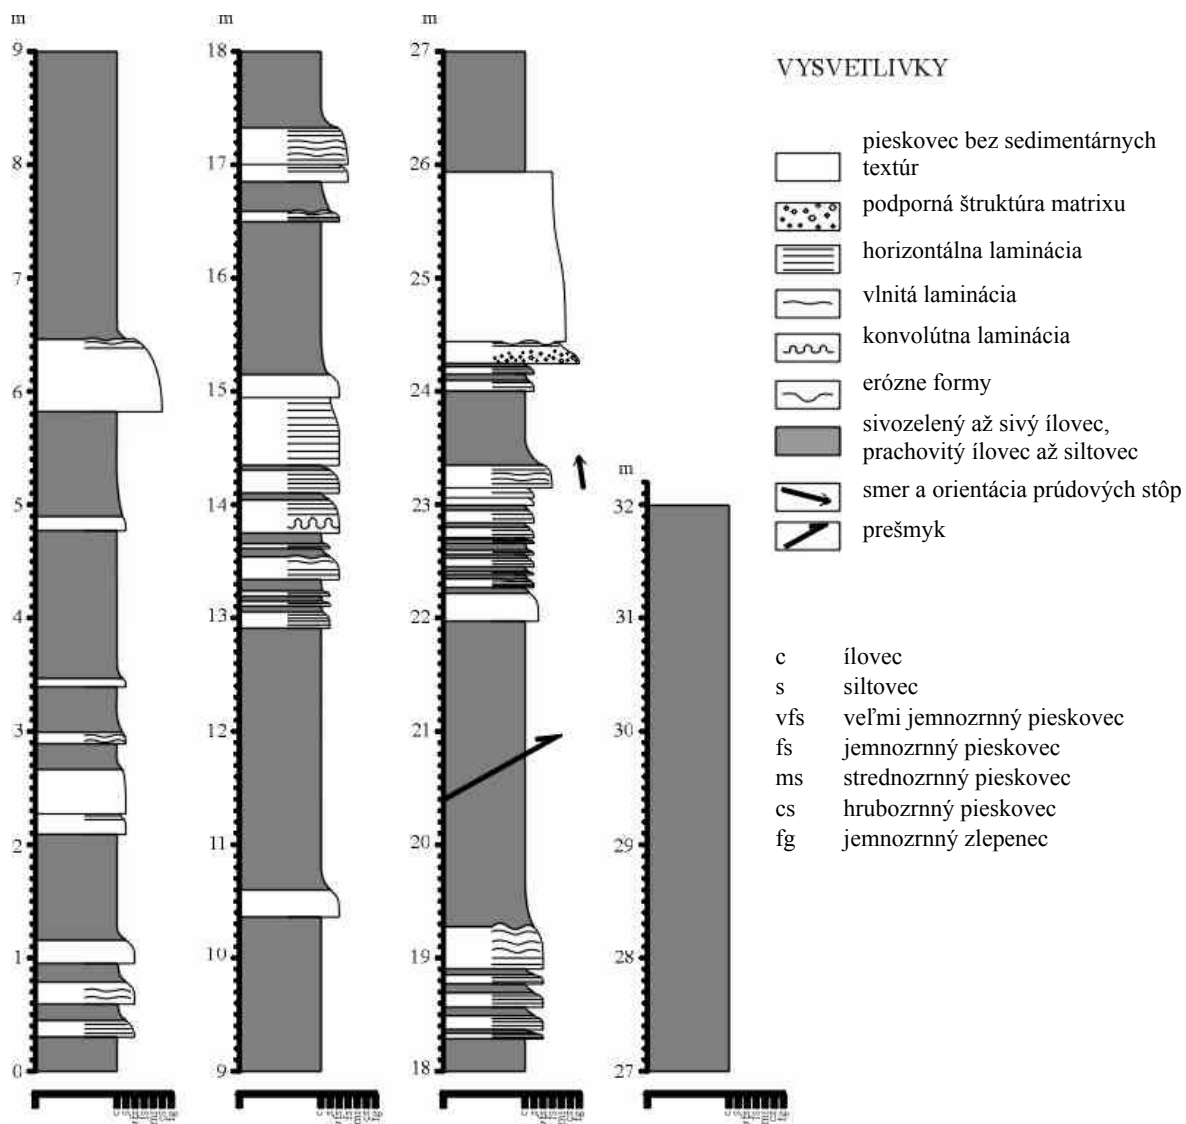 m
9
8
7
6
5
4
3
2
1
0
m
18
17
16
15
14
13
12
11
10
9
m
27
26
25
24
23
22
21
20
19
18
m
32
31
30
29
28
27
VYSVETLIVKY
pieskovec bez sedimentárnych
textúr
podporná štruktúra matrixu
horizontálna laminácia
vlnitá laminácia
konvolútna laminácia
erózne formy
sivozelený až sivý ílovec,
prachovitý ílovec až siltovec
smer a orientácia prúdových stôp
prešmyk
c ílovec
s siltovec
vfs veľmi jemnozrnný pieskovec
fs jemnozrnný pieskovec
ms strednozrnný pieskovec
cs hrubozrnný pieskovec
fg jemnozrnný zlepenec